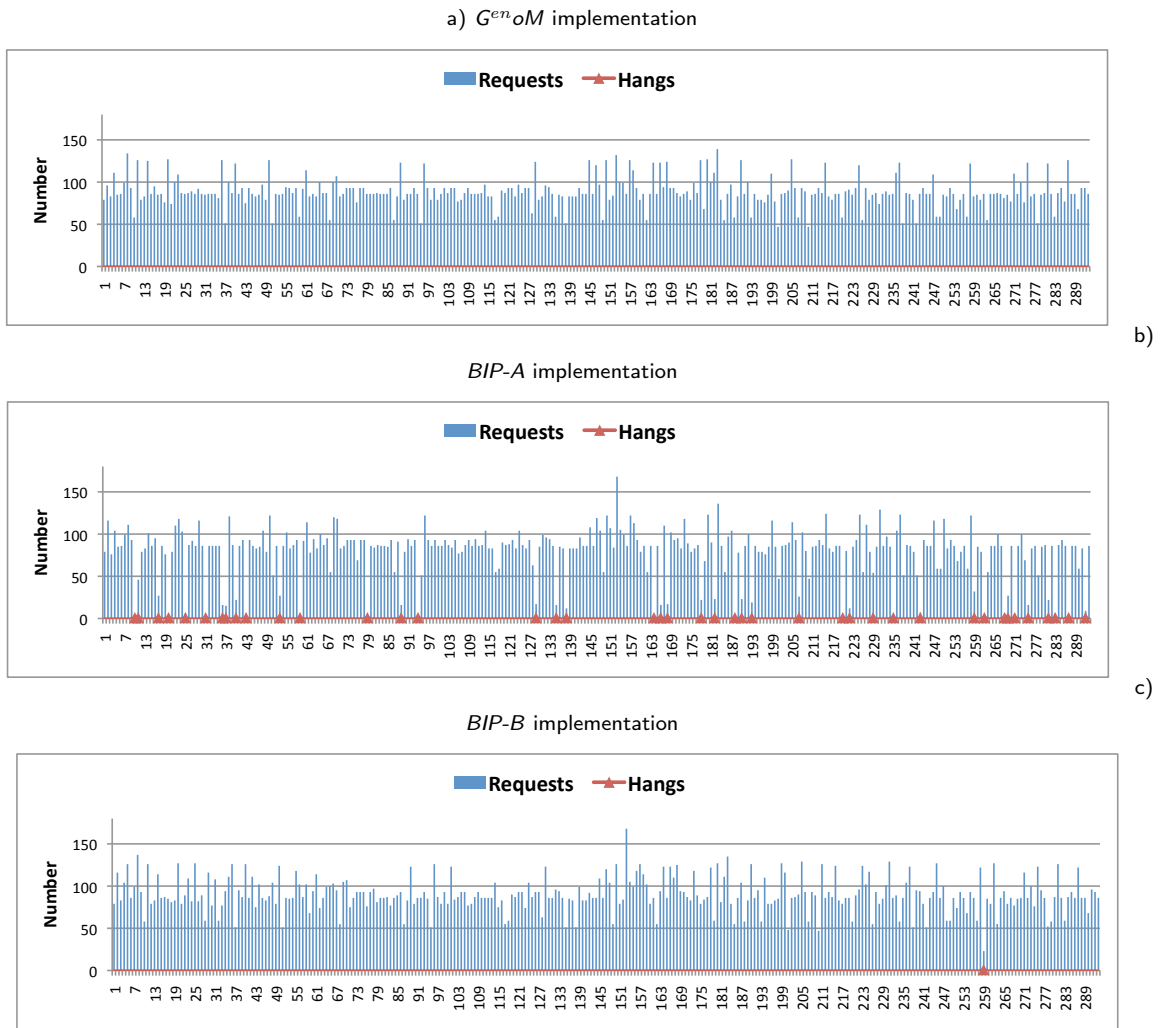 a) GenoM implementation
Requests Hangs
Number
150
100
50
0
1 7 13 19 25 31 37 43 49 55 61 67 73 79 85 91 97 103 109 115 121 127 133 139 145 151 157 163 169 175 181 187 193 199 205 211 217 223 229 235 241 247 253 259 265 271 277 283 289
b)
BIP-A implementation
Requests Hangs
Number
150
100
50
0
1 7 13 19 25 31 37 43 49 55 61 67 73 79 85 91 97 103 109 115 121 127 133 139 145 151 157 163 169 175 181 187 193 199 205 211 217 223 229 235 241 247 253 259 265 271 277 283 289
c)
BIP-B implementation
Requests Hangs
Number
150
100
50
0
1 7 13 19 25 31 37 43 49 55 61 67 73 79 85 91 97 103 109 115 121 127 133 139 145 151 157 163 169 175 181 187 193 199 205 211 217 223 229 235 241 247 253 259 265 271 277 283 289